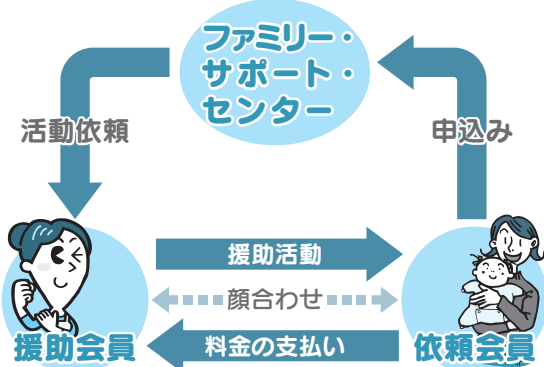 ファミリー・
サポート・
センター
活動依頼
申込み
援助活動
顔合わせ
料金の支払い
援助会員
依頼会員